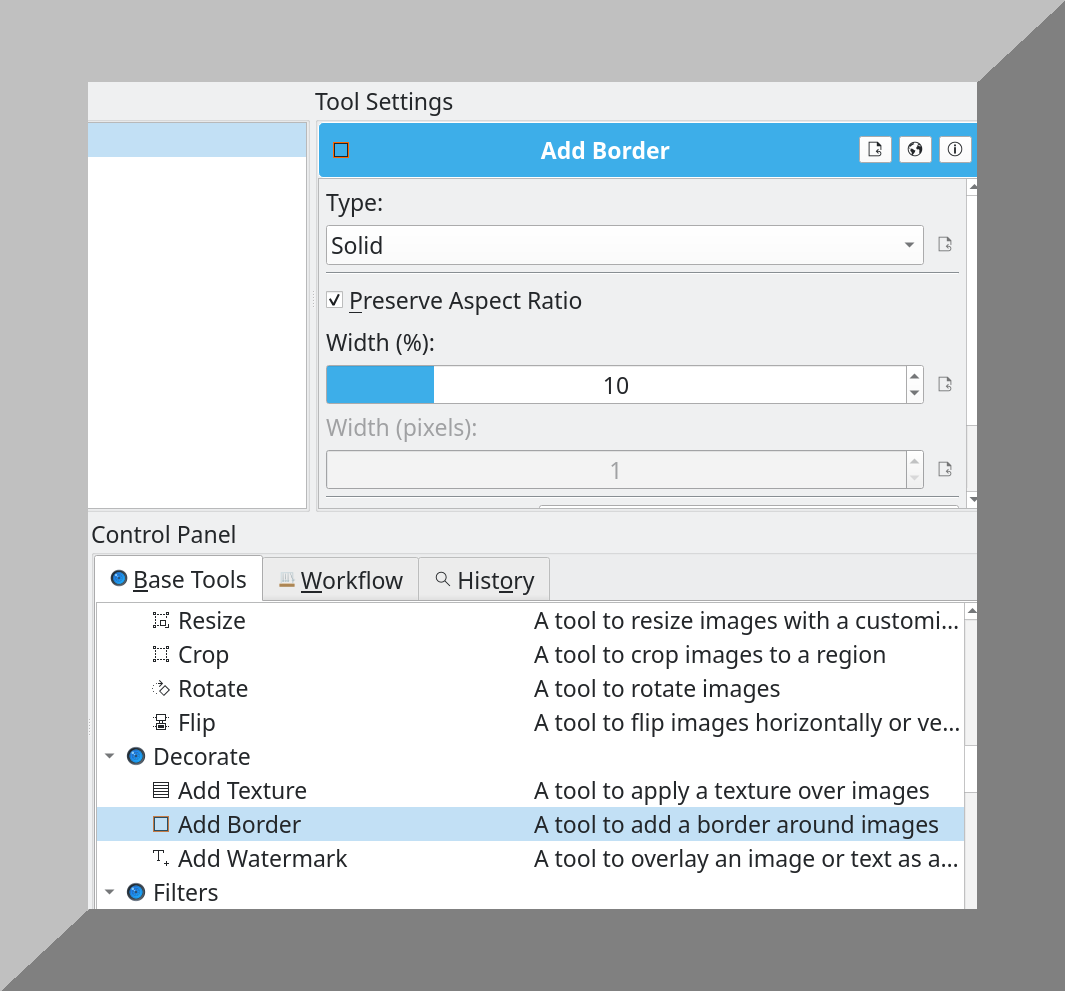 Tool Settings
Add Border
Type:
Solid
Preserve Aspect Ratio
Width (%):
10
Width (pixels):
1
Control Panel
Base Tools Workflow History
Resize A tool to resize images with a customi...
Crop A tool to crop images to a region
Rotate A tool to rotate images
Flip A tool to flip images horizontally or ve...
Decorate
Add Texture A tool to apply a texture over images
Add Border A tool to add a border around images
Add Watermark A tool to overlay an image or text as a...
Filters